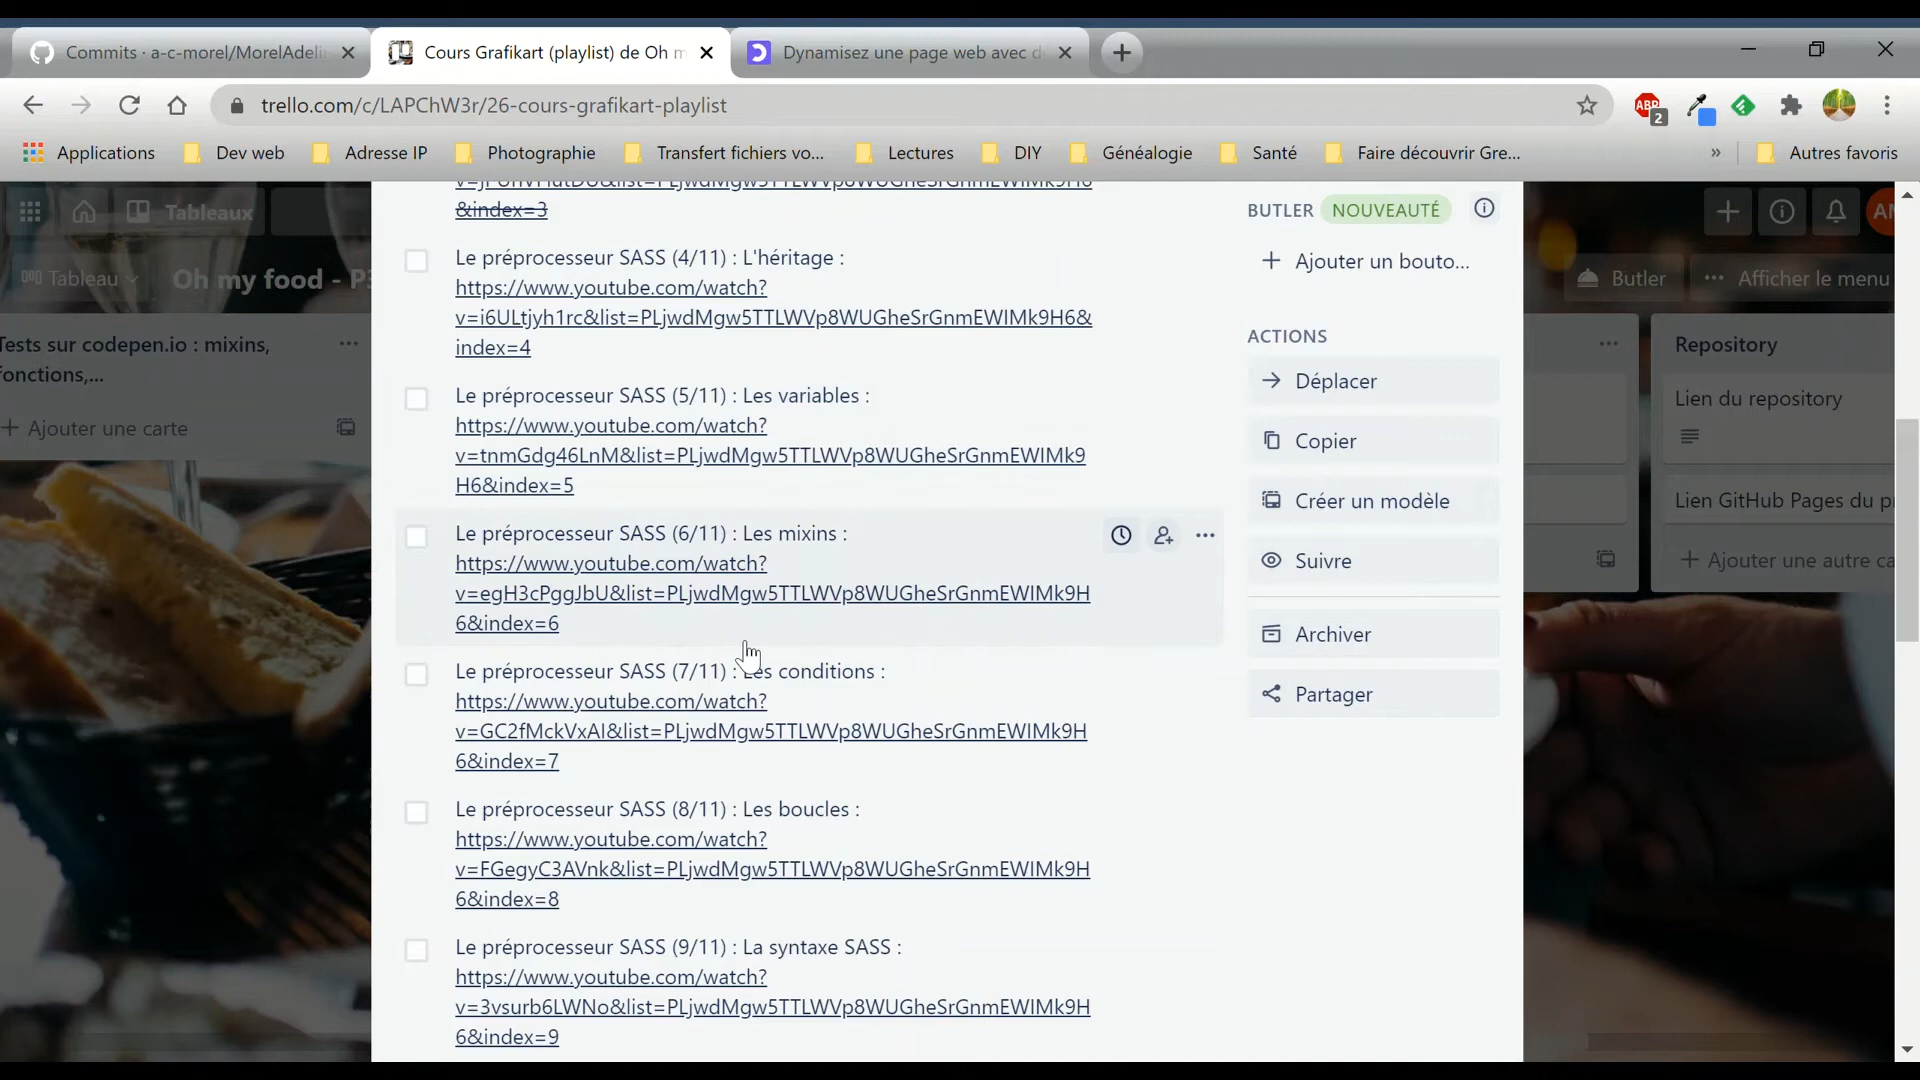 Commits · a-c-morel/MorelAdeli
Cours Grafikart (playlist) de Oh m
Dynamisez une page web avec d
trello.com/c/LAPChW3r/26-cours-grafikart-playlist
ABP
2
Applications
Dev web
Adresse IP
Photographie
Transfert fichiers vo...
Lectures
DIY
Généalogie
Santé
Faire découvrir Gre...
»
Autres favoris
Tableaux
Tableau
Oh my food - P3
Butler
Afficher le menu
Tests sur codepen.io : mixins,
fonctions,...
+ Ajouter une carte
&index=3
Le préprocesseur SASS (4/11) : L'héritage :
https://www.youtube.com/watch?
v=i6ULtjyh1rc&list=PLjwdMgw5TTLWVp8WUGheSrGnmEWIMk9H6&
index=4
Le préprocesseur SASS (5/11) : Les variables :
https://www.youtube.com/watch?
v=tnmGdg46LnM&list=PLjwdMgw5TTLWVp8WUGheSrGnmEWIMk9
H6&index=5
Le préprocesseur SASS (6/11) : Les mixins :
https://www.youtube.com/watch?
v=egH3cPggJbU&list=PLjwdMgw5TTLWVp8WUGheSrGnmEWIMk9H
6&index=6
Le préprocesseur SASS (7/11) : Les conditions :
https://www.youtube.com/watch?
v=GC2fMckVxAI&list=PLjwdMgw5TTLWVp8WUGheSrGnmEWIMk9H
6&index=7
Le préprocesseur SASS (8/11) : Les boucles :
https://www.youtube.com/watch?
v=FGegyC3AVnk&list=PLjwdMgw5TTLWVp8WUGheSrGnmEWIMk9H
6&index=8
Le préprocesseur SASS (9/11) : La syntaxe SASS :
https://www.youtube.com/watch?
v=3vsurb6LWNo&list=PLjwdMgw5TTLWVp8WUGheSrGnmEWIMk9H
6&index=9
BUTLER NOUVEAUTÉ
+ Ajouter un bouto...
ACTIONS
Déplacer
Copier
Créer un modèle
Suivre
Archiver
Partager
Repository
Lien du repository
Lien GitHub Pages du pr
+ Ajouter une autre ca